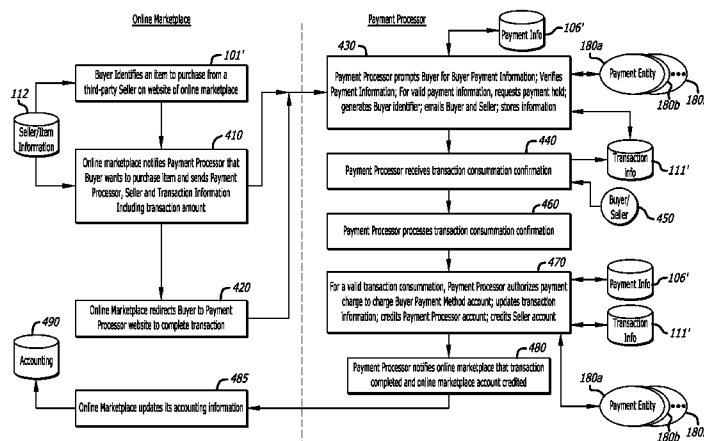 Online Marketplace
Payment Processor
101'
Buyer Identifies an item to purchase from a
third-party Seller on website of online marketplace
112
Seller/Item
Information
410
Online marketplace notifies Payment Processor that
Buyer wants to purchase item and sends Payment
Processor, Seller and Transaction Information
Including transaction amount
420
Online Marketplace redirects Buyer to Payment
Processor website to complete transaction
490
Accounting
485
Online Marketplace updates its accounting information
430
Payment Info
106'
Payment Processor prompts Buyer for Buyer Payment Information; Verifies
Payment Information; For valid payment information, requests payment hold;
generates Buyer identifier; emails Buyer and Seller; stores information
180a
Payment Entity
180b
440
Payment Processor receives transaction consummation confirmation
Transaction
info
111'
Buyer/
Seller
450
460
Payment Processor processes transaction consummation confirmation
470
For a valid transaction consummation, Payment Processor authorizes payment
charge to charge Buyer Payment Method account; updates transaction
information; credits Payment Processor account; credits Seller account
Payment Info
106'
Transaction
Info
111'
480
Payment Processor notifies online marketplace that transaction
completed and online marketplace account credited
180a
Payment Entity
180b